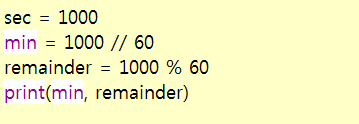 sec = 1000
min = 1000 // 60
remainder = 1000 % 60
print(min, remainder)